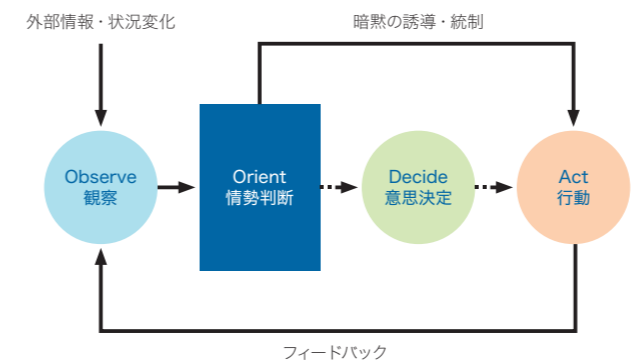 外部情報・状況変化
暗黙の誘導・統制
Observe
観察
Orient
情勢判断
Decide
意思決定
Act
行動
フィードバック